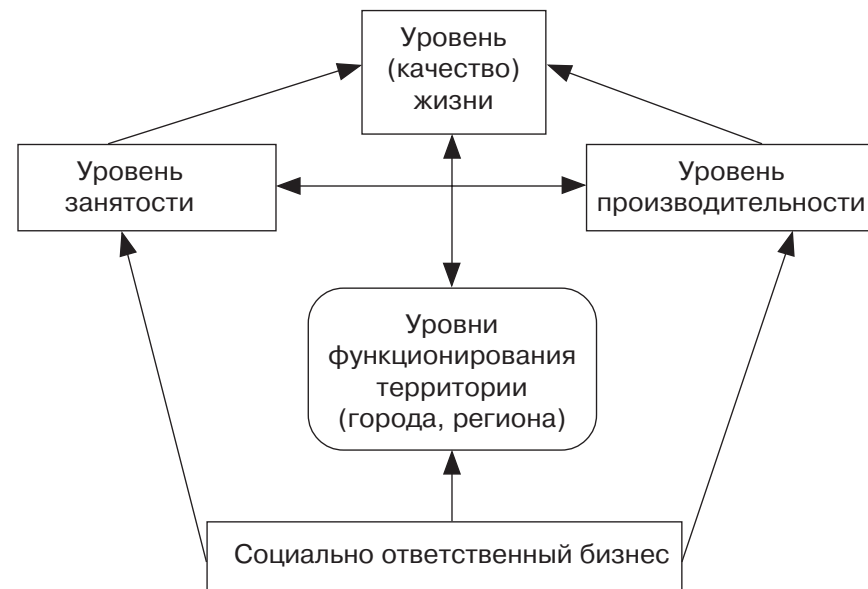 Уровень
(качество)
жизни
Уровень
занятости
Уровень
производительности
Уровни
функционирования
территории
(города, региона)
Социально ответственный бизнес